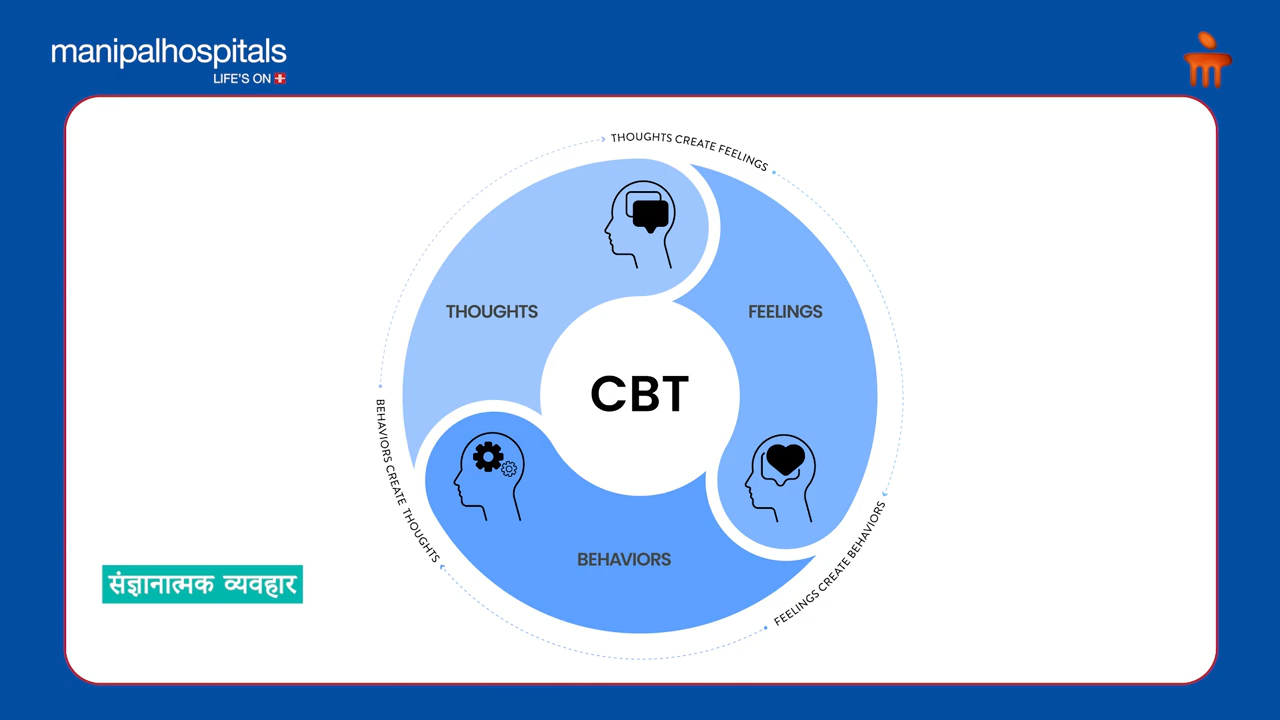 manipalhospitals
LIFE'S ON
THOUGHTS CREATE FEELINGS
THOUGHTS
FEELINGS
CBT
BEHAVIORS CREATE THOUGHTS
FEELINGS CREATE BEHAVIORS
BEHAVIORS
संज्ञानात्मक व्यवहार